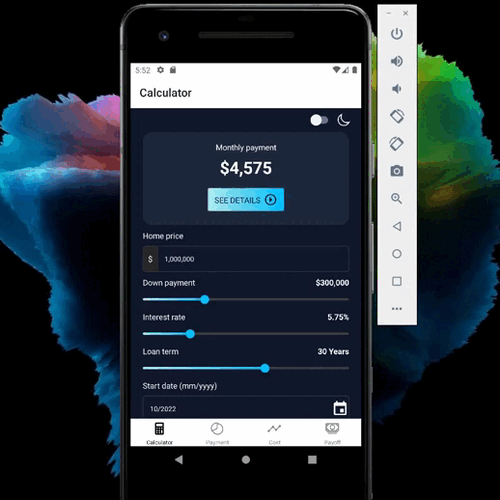 5:52
Calculator
Monthly payment
$4,575
SEE DETAILS
Home price
$ 1,000,000
Down payment $300,000
Interest rate 5.75%
Loan term 30 Years
Start date (mm/yyyy)
10/2022
Calculator Payment Cost Payoff